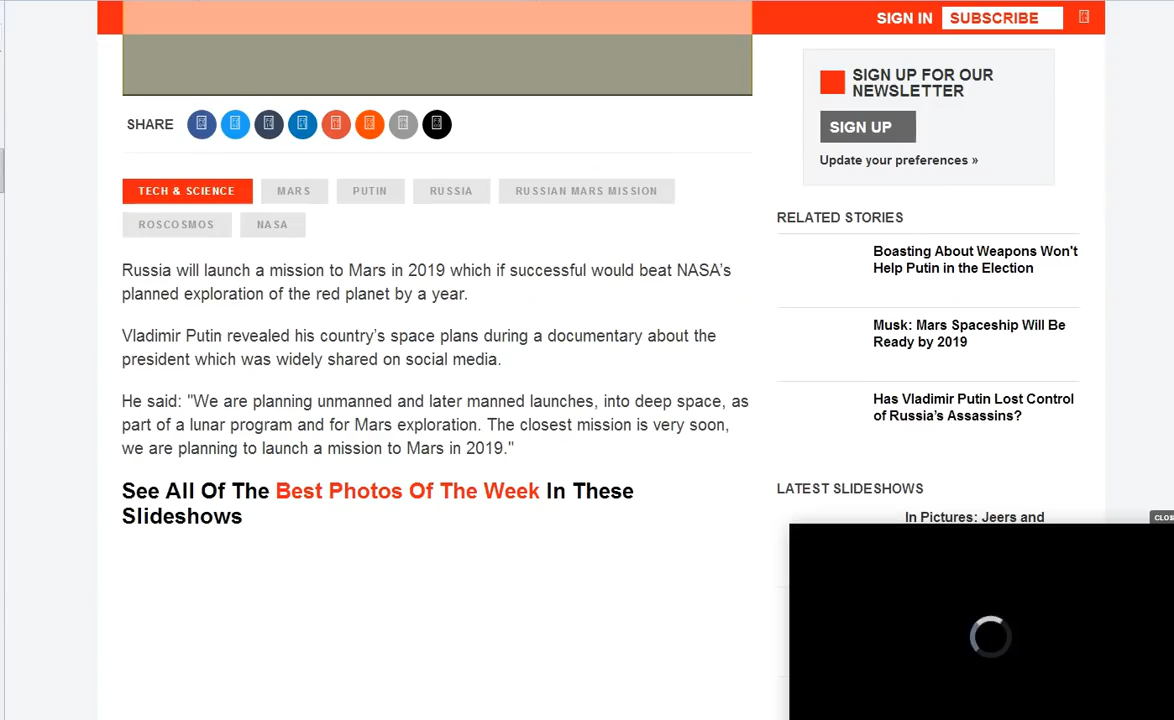 SIGN IN SUBSCRIBE
SIGN UP FOR OUR
NEWSLETTER
SIGN UP
Update your preferences »
SHARE
TECH & SCIENCE MARS PUTIN RUSSIA RUSSIAN MARS MISSION
ROSCOSMOS NASA
Russia will launch a mission to Mars in 2019 which if successful would beat NASA’s
planned exploration of the red planet by a year.
Vladimir Putin revealed his country’s space plans during a documentary about the
president which was widely shared on social media.
He said: "We are planning unmanned and later manned launches, into deep space, as
part of a lunar program and for Mars exploration. The closest mission is very soon,
we are planning to launch a mission to Mars in 2019."
See All Of The Best Photos Of The Week In These
Slideshows
RELATED STORIES
Boasting About Weapons Won't
Help Putin in the Election
Musk: Mars Spaceship Will Be
Ready by 2019
Has Vladimir Putin Lost Control
of Russia’s Assassins?
LATEST SLIDESHOWS
In Pictures: Jeers and